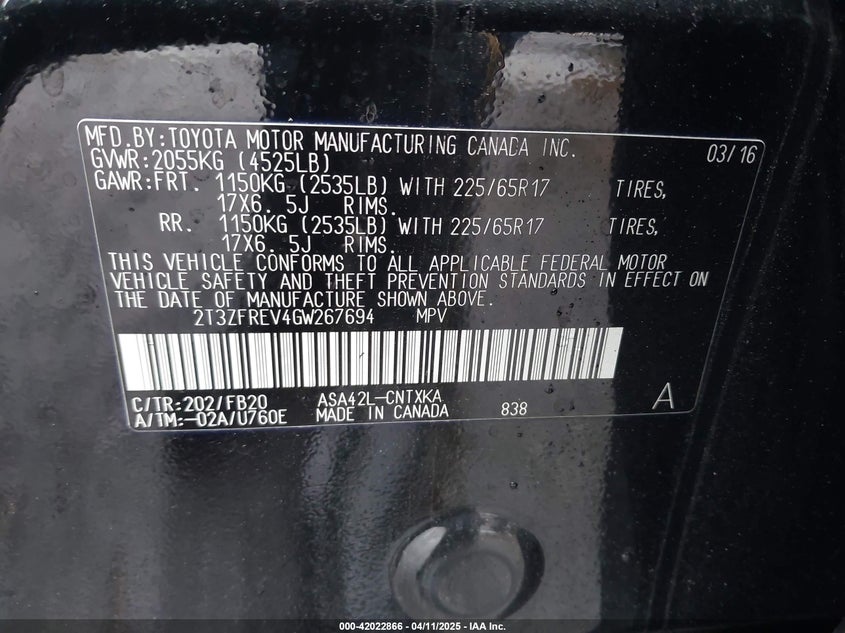 MFD.BY:TOYOTA MOTOR MANUFACTURING CANADA INC. 03/16
GVWR:2055KG (4525LB)
GAWR:FRT. 1150KG (2535LB) WITH 225/65R17 TIRES,
17X6. 5J RIMS.
RR. 1150KG (2535LB) WITH 225/65R17 TIRES,
17X6. 5J RIMS.
THIS VEHICLE CONFORMS TO ALL APPLICABLE FEDERAL MOTOR
VEHICLE SAFETY AND THEFT PREVENTION STANDARDS IN EFFECT ON
THE DATE OF MANUFACTURE SHOWN ABOVE.
2T3ZFREV4GW267694 MPV
C/TR:202/FB20 ASA42L-CNTXKA
A/TM:-02A/U760E MADE IN CANADA 838 A
000-42022866 - 04/11/2025 - IAA Inc.